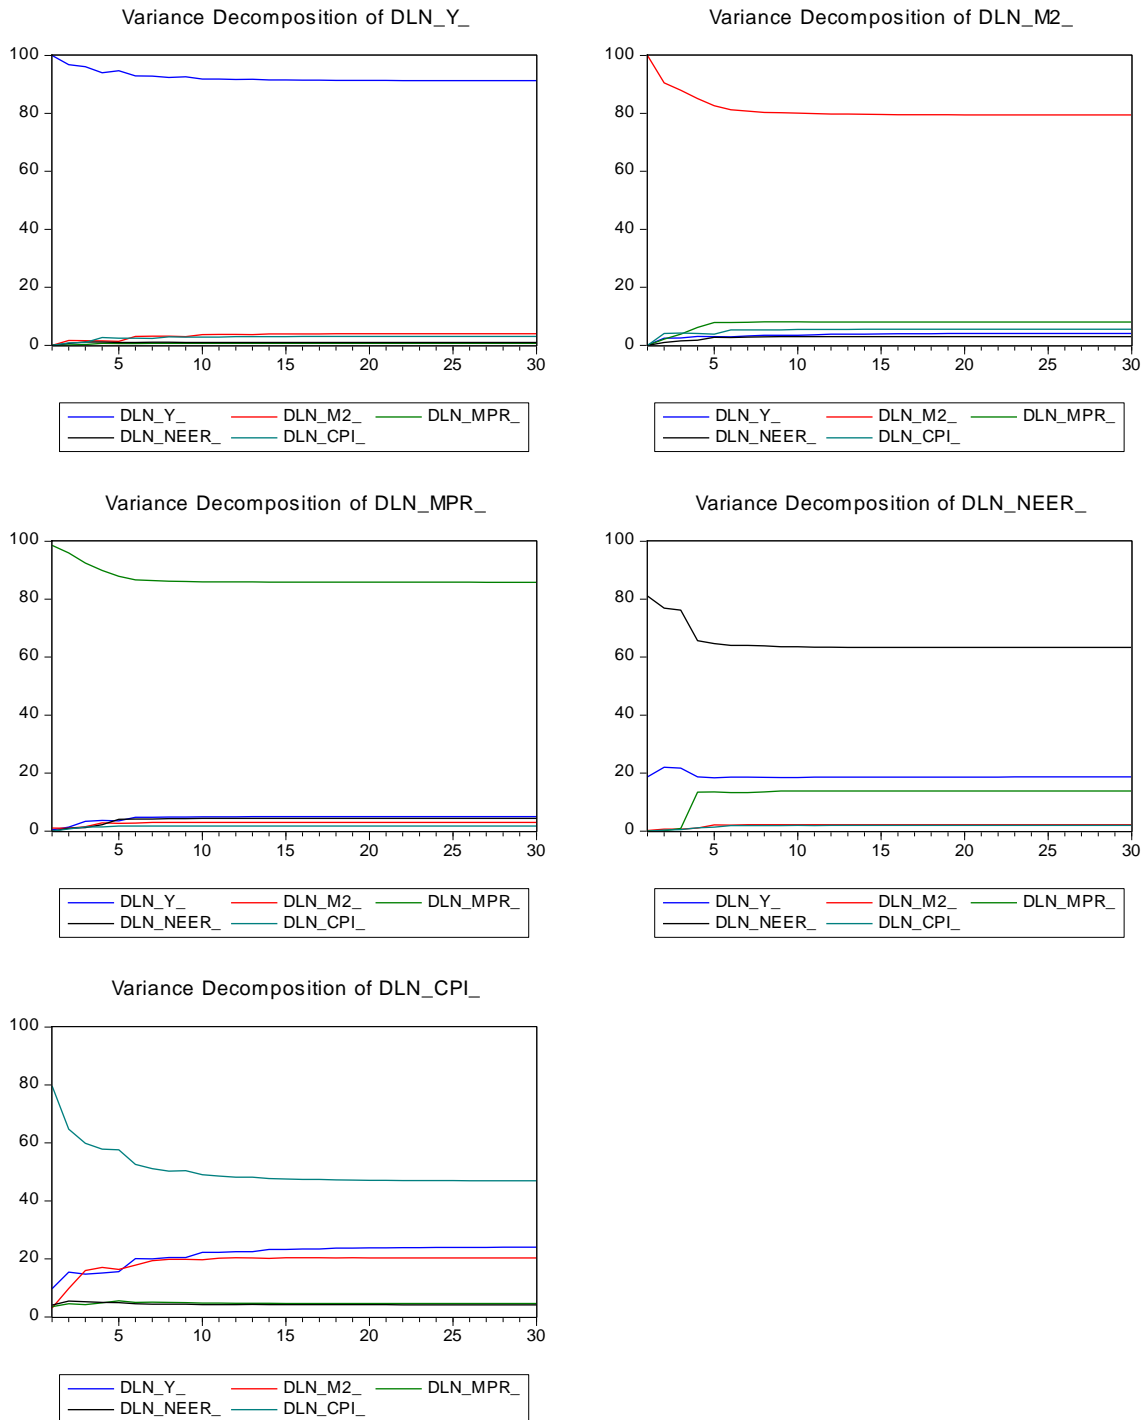 Variance Decomposition of DLN_Y_
100
80
60
40
20
0
5 10 15 20 25 30
DLN_Y_ DLN_M2_ DLN_MPR_
DLN_NEER_ DLN_CPI_
Variance Decomposition of DLN_M2_
100
80
60
40
20
0
5 10 15 20 25 30
DLN_Y_ DLN_M2_ DLN_MPR_
DLN_NEER_ DLN_CPI_
Variance Decomposition of DLN_MPR_
100
80
60
40
20
0
5 10 15 20 25 30
DLN_Y_ DLN_M2_ DLN_MPR_
DLN_NEER_ DLN_CPI_
Variance Decomposition of DLN_NEER_
100
80
60
40
20
0
5 10 15 20 25 30
DLN_Y_ DLN_M2_ DLN_MPR_
DLN_NEER_ DLN_CPI_
Variance Decomposition of DLN_CPI_
100
80
60
40
20
0
5 10 15 20 25 30
DLN_Y_ DLN_M2_ DLN_MPR_
DLN_NEER_ DLN_CPI_